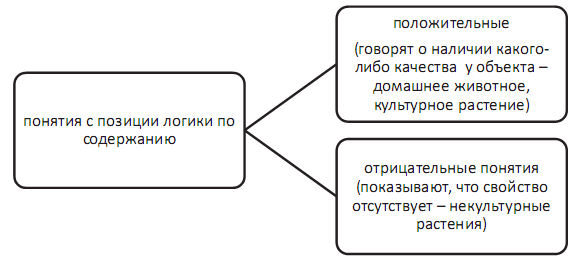 понятия с позиции логики по
содержанию
положительные
(говорят о наличии какого-
либо качества у объекта –
домашнее животное,
культурное растение)
отрицательные понятия
(показывают, что свойство
отсутствует – некультурные
растения)